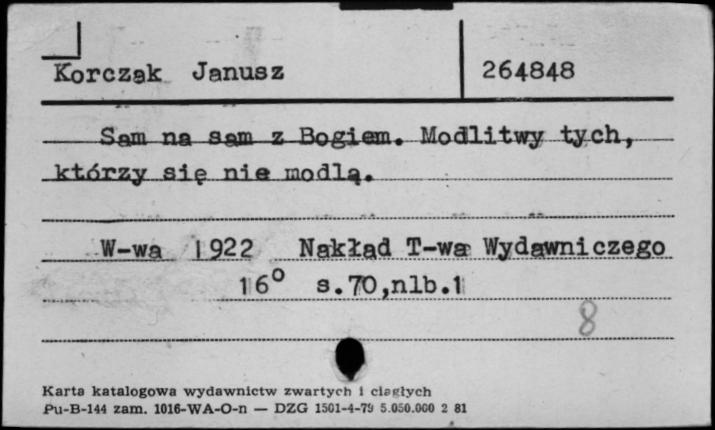 Korczak Janusz
264848
Sam na sam z Bogiem. Modlitwy tych,
którzy się nie modlą.
W-wa 1922 Nakład T-wa Wydawniczego
16° s.70,nlb.1
8
Karta katalogowa wydawnictw zwartych i ciągłych
Pu-B-144 zam. 1016-WA-O-n — DZG 1501-4-79 5.050.000 2 81